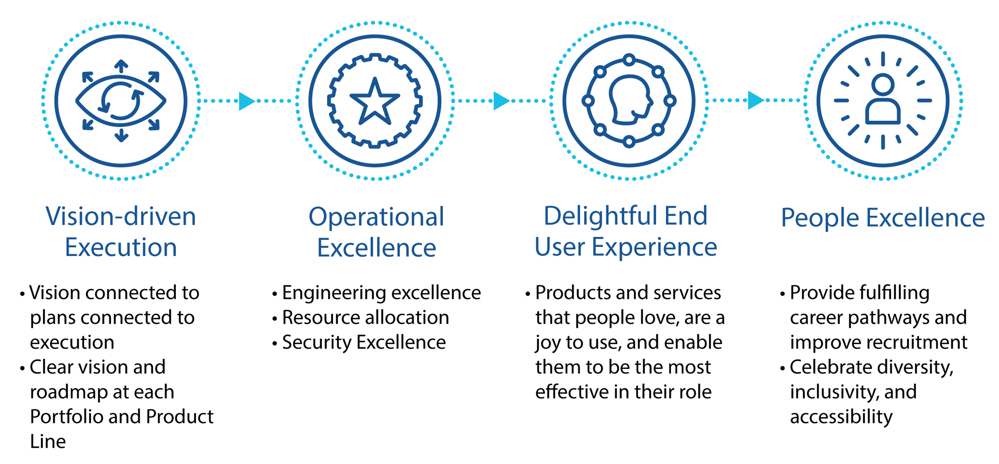 Vision-driven
Execution
• Vision connected to
plans connected to
execution
• Clear vision and
roadmap at each
Portfolio and Product
Line
Operational
Excellence
• Engineering excellence
• Resource allocation
• Security Excellence
Delightful End
User Experience
• Products and services
that people love, are a
joy to use, and enable
them to be the most
effective in their role
People Excellence
• Provide fulfilling
career pathways and
improve recruitment
• Celebrate diversity,
inclusivity, and
accessibility